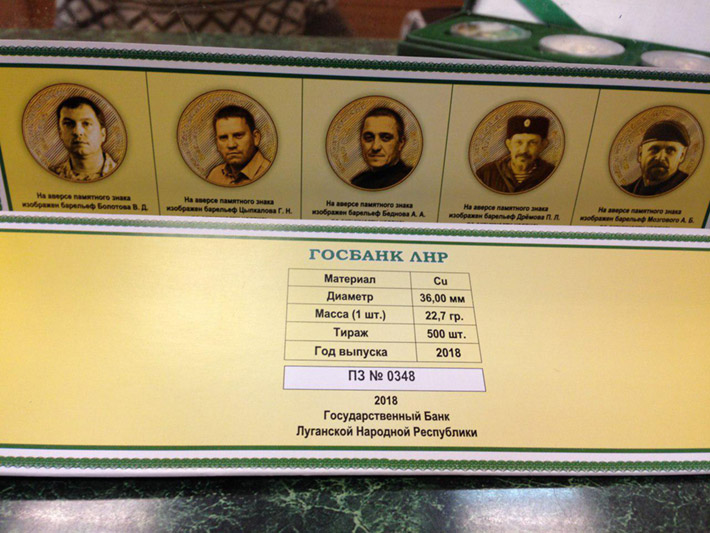 На аверсе памятного знака
изображен барельеф Болотова В. Д.
На аверсе памятного знака
изображен барельеф Цыпкалова Г. Н.
На аверсе памятного знака
изображен барельеф Беднова А. А.
На аверсе памятного знака
изображен барельеф Дрёмова П. Л.
На аверсе памятного знака
изображен барельеф Мозгового А. Б.
ГОСБАНК ЛНР
Материал Cu
Диаметр 36,00 мм
Масса (1 шт.) 22,7 гр.
Тираж 500 шт.
Год выпуска 2018
ПЗ № 0348
2018
Государственный Банк
Луганской Народной Республики